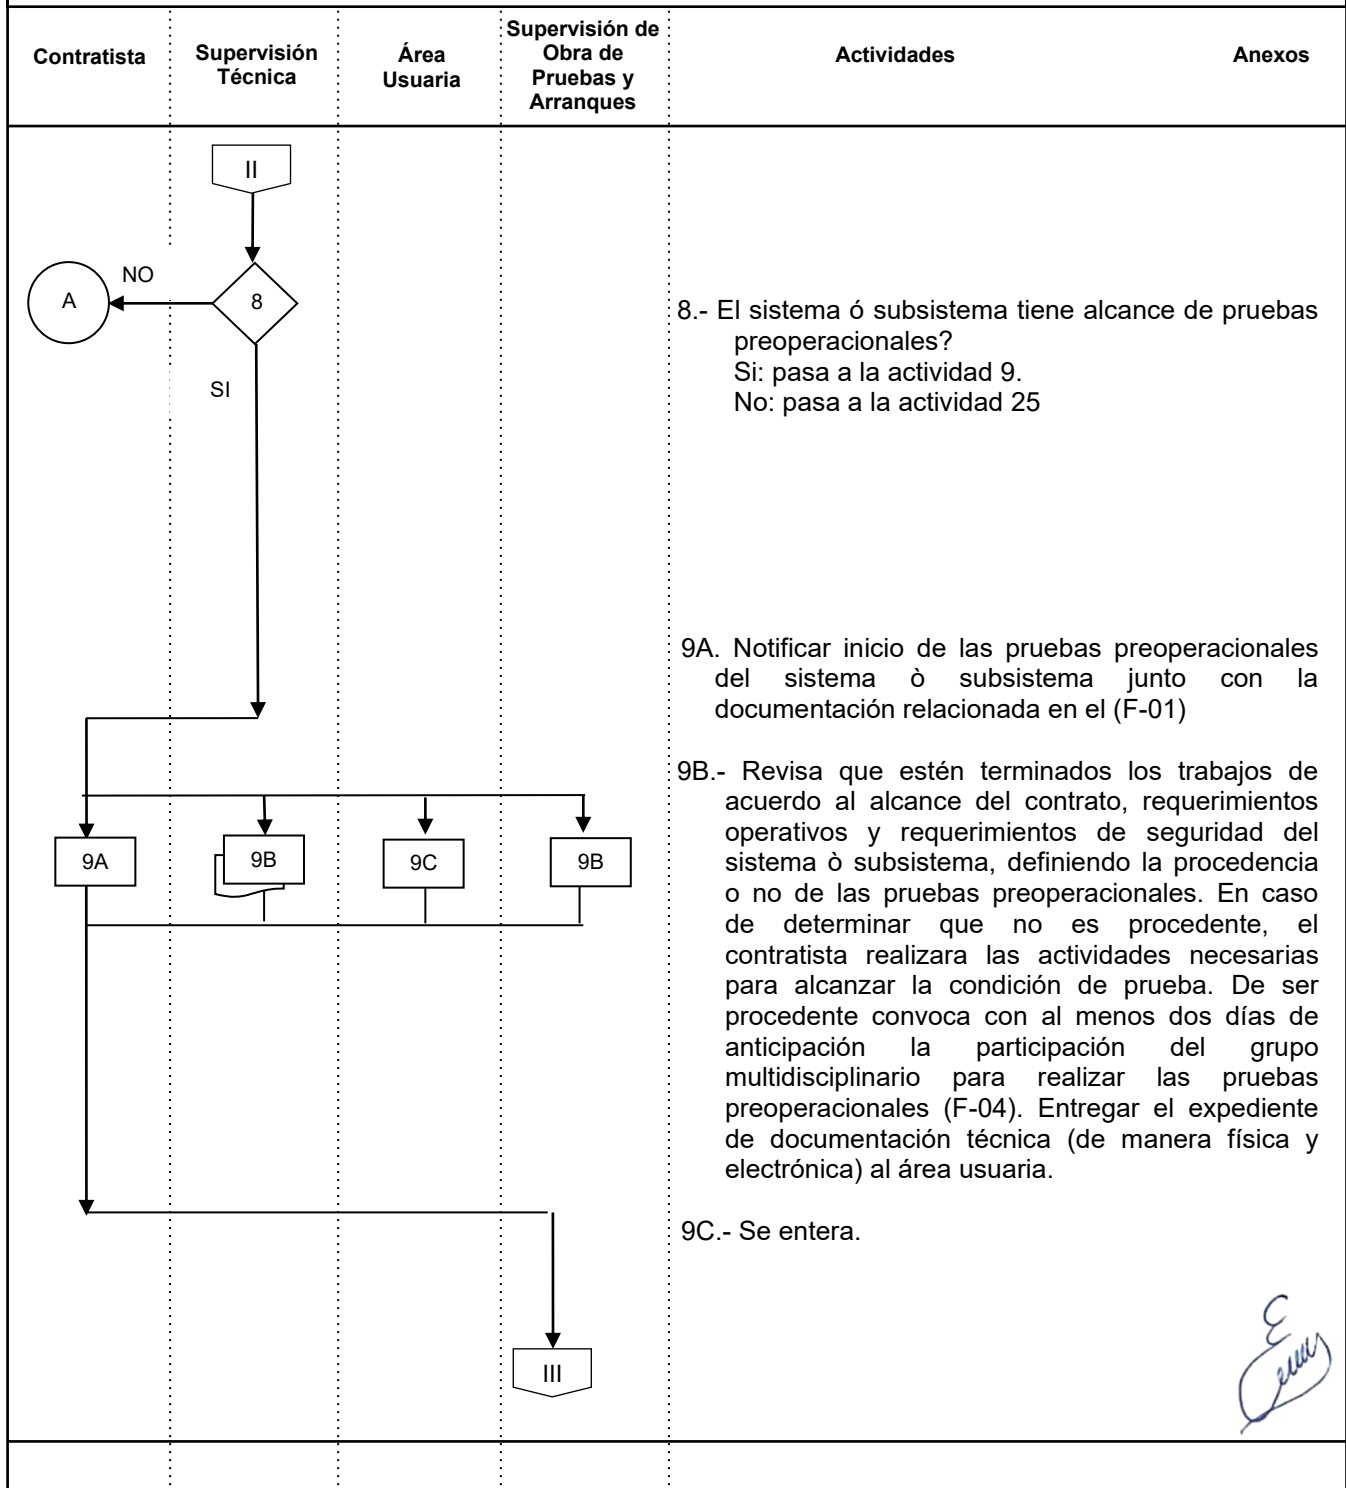 Contratista
Supervisión
Técnica
Área
Usuaria
Supervisión de
Obra de
Pruebas y
Arranques
Actividades
Anexos
II
NO
A
8
SI
8.- El sistema ó subsistema tiene alcance de pruebas
preoperacionales?
Si: pasa a la actividad 9.
No: pasa a la actividad 25
9A. Notificar inicio de las pruebas preoperacionales
del sistema ò subsistema junto con la
documentación relacionada en el (F-01)
9B.- Revisa que estén terminados los trabajos de
acuerdo al alcance del contrato, requerimientos
operativos y requerimientos de seguridad del
sistema ò subsistema, definiendo la procedencia
o no de las pruebas preoperacionales. En caso
de determinar que no es procedente, el
contratista realizara las actividades necesarias
para alcanzar la condición de prueba. De ser
procedente convoca con al menos dos días de
anticipación la participación del grupo
multidisciplinario para realizar las pruebas
preoperacionales (F-04). Entregar el expediente
de documentación técnica (de manera física y
electrónica) al área usuaria.
9A
9B
9C
9B
9C.- Se entera.
III